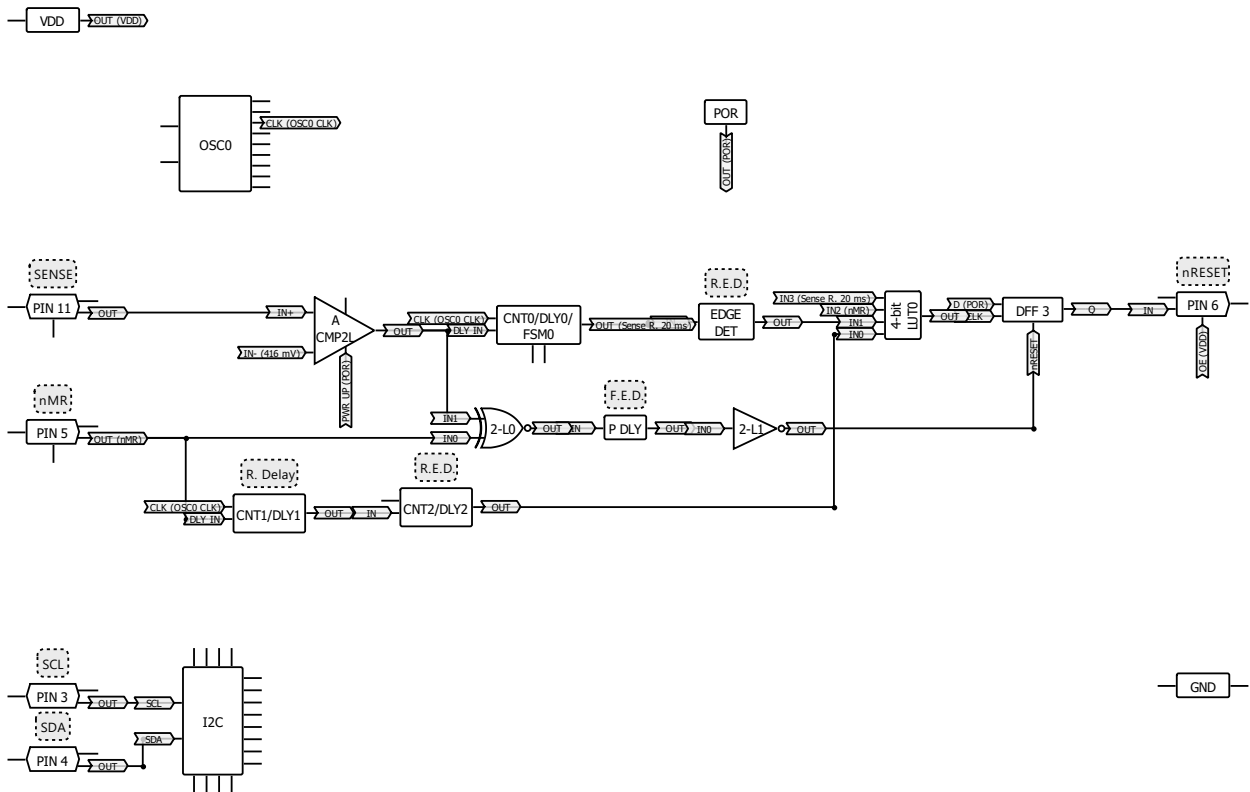 VDD
OUT (VDD)
OSC0
CLK (OSC0 CLK)
POR
OUT (POR)
SENSE
PIN 11
OUT
IN+
IN- (416 mV)
A
CMP2L
PWR UP (POR)
OUT
CLK (OSC0 CLK)
DLY IN
CNT0/DLY0/
FSM0
OUT (Sense R. 20 ms)
R.E.D.
EDGE
DET
OUT
IN3 (Sense R. 20 ms)
IN2 (nMR)
IN1
IN0
4-bit
LUT0
OUT
D (POR)
CLK
DFF 3
nRESET
Q
IN
nRESET
PIN 6
OE (VDD)
nMR
PIN 5
OUT (nMR)
IN1
IN0
2-L0
OUT
IN
F.E.D.
P DLY
OUT
IN0
2-L1
OUT
R. Delay
CLK (OSC0 CLK)
DLY IN
CNT1/DLY1
OUT
IN
R.E.D.
CNT2/DLY2
OUT
SCL
PIN 3
OUT
SCL
SDA
PIN 4
OUT
SDA
I2C
GND